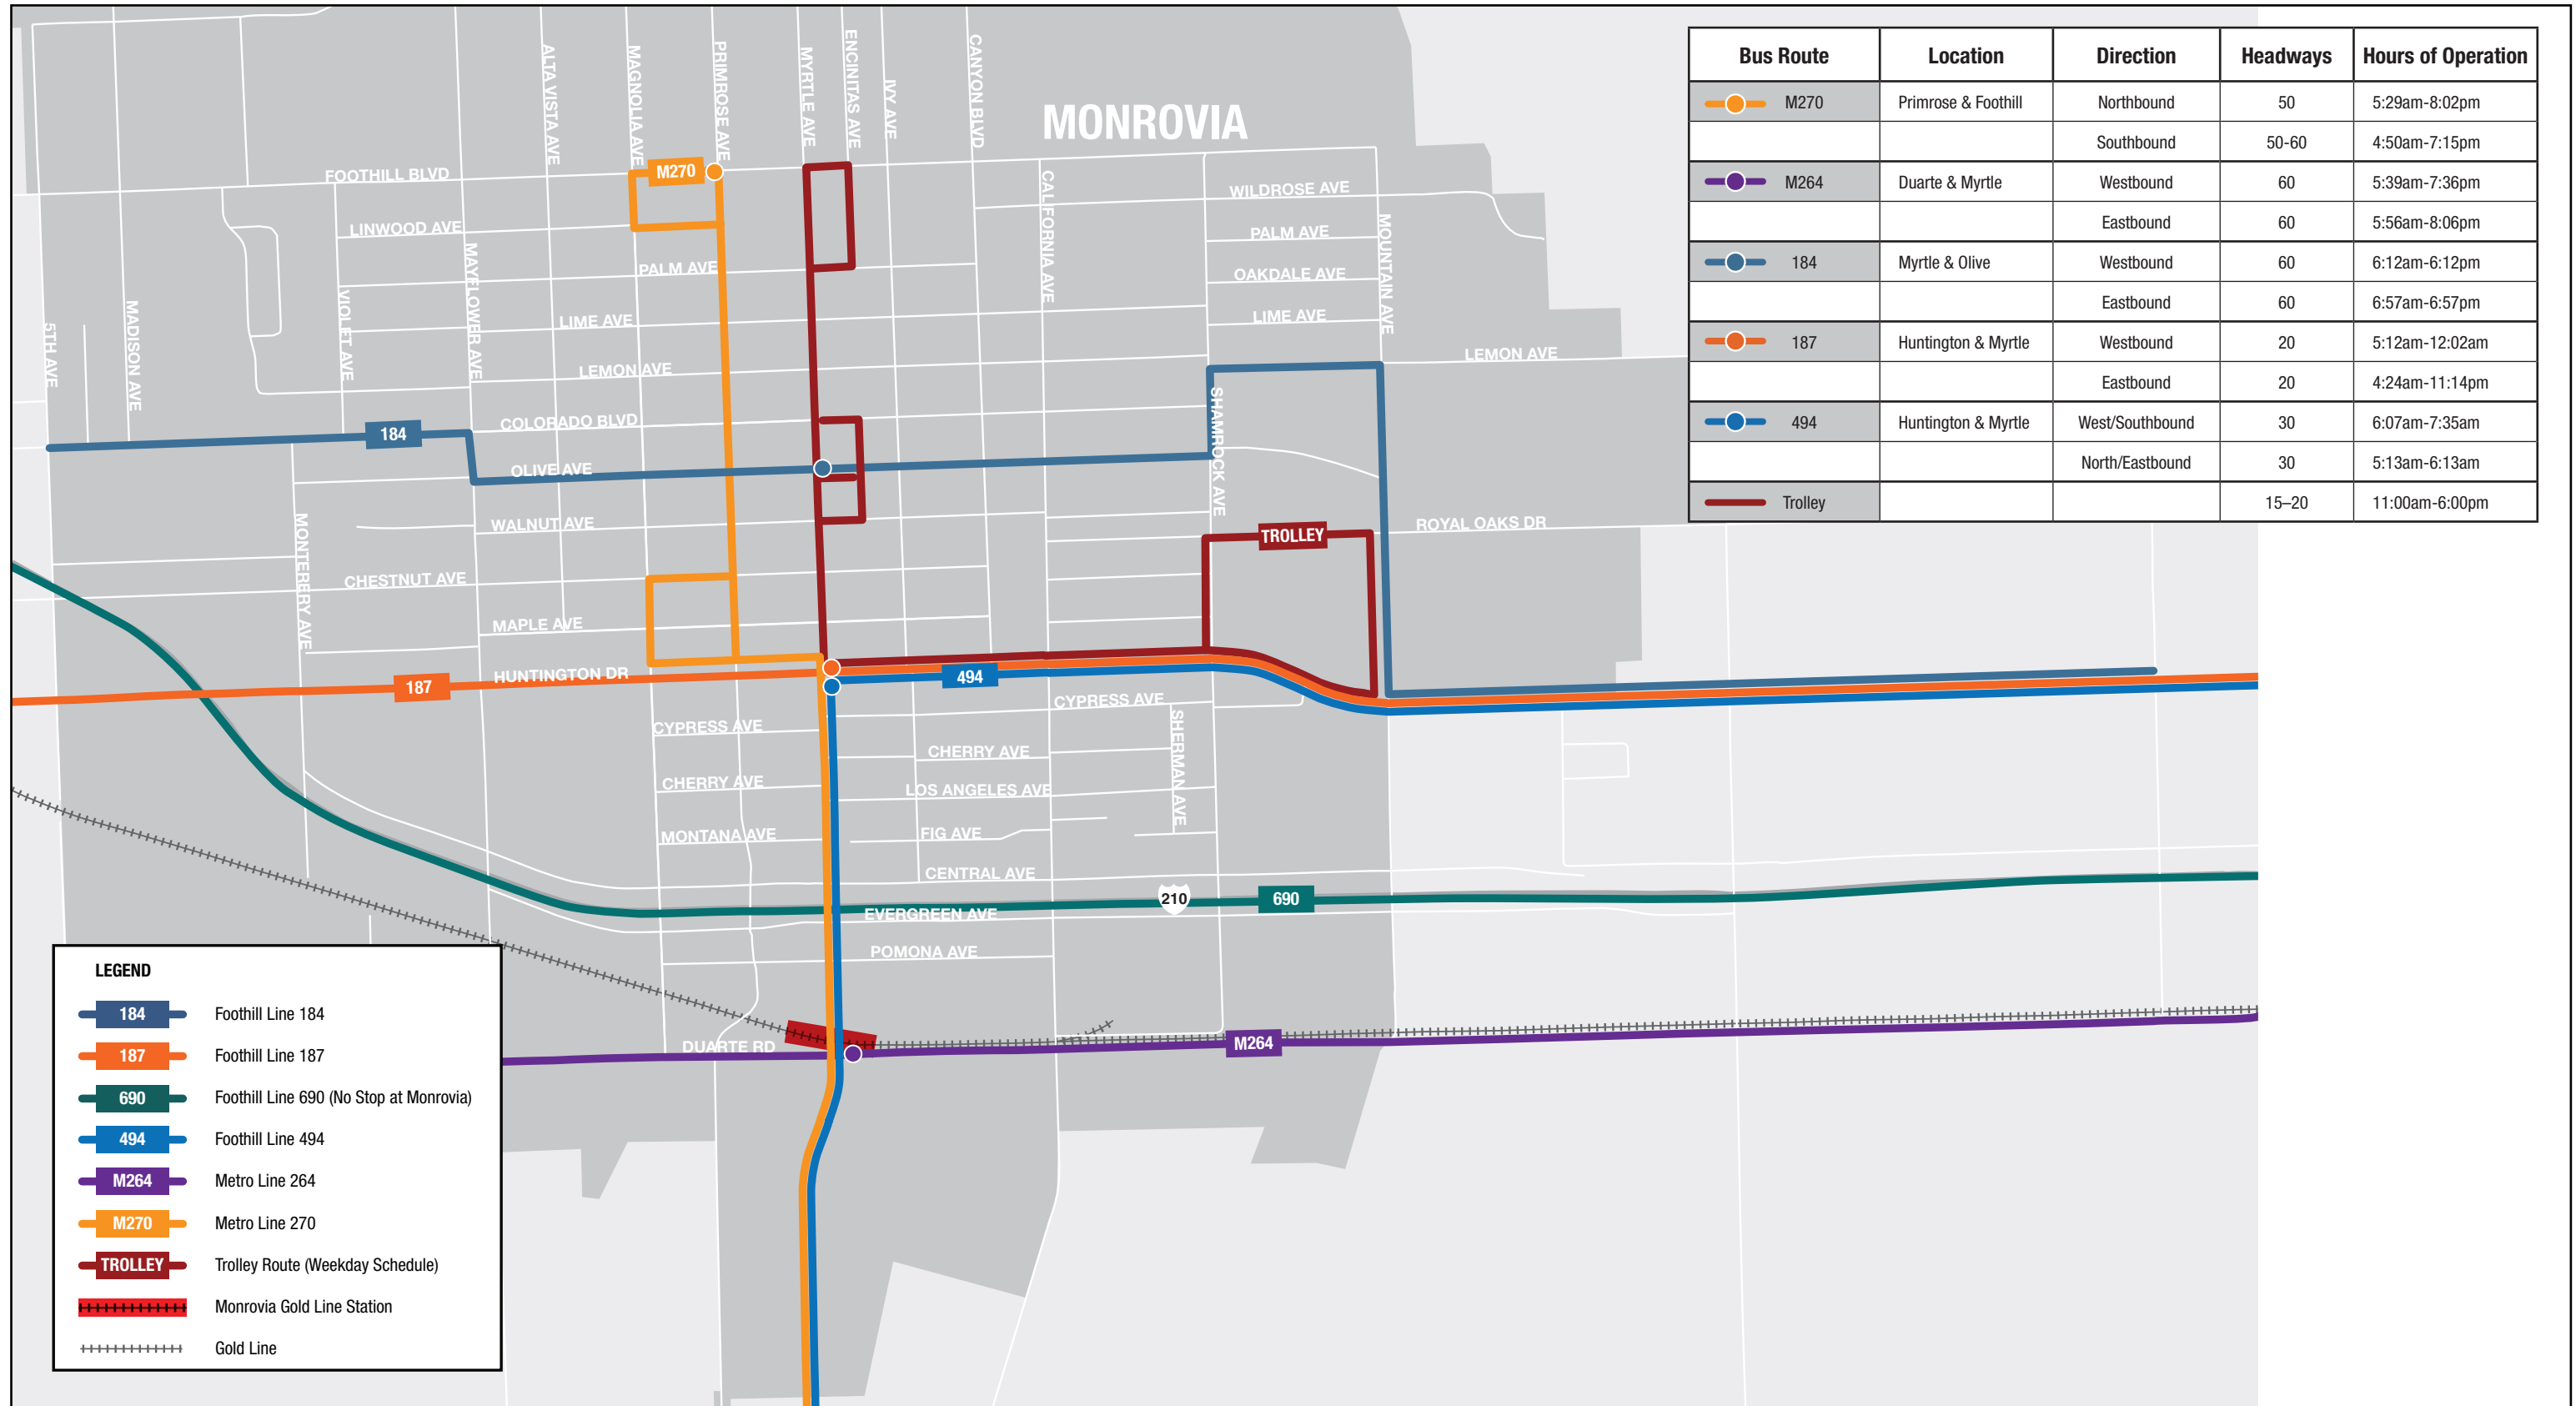 MONROVIA
Bus Route Location Direction Headways Hours of Operation
M270 Primrose & Foothill Northbound 50 5:29am-8:02pm
Southbound 50-60 4:50am-7:15pm
M264 Duarte & Myrtle Westbound 60 5:39am-7:36pm
Eastbound 60 5:56am-8:06pm
184 Myrtle & Olive Westbound 60 6:12am-6:12pm
Eastbound 60 6:57am-6:57pm
187 Huntington & Myrtle Westbound 20 5:12am-12:02am
Eastbound 20 4:24am-11:14pm
494 Huntington & Myrtle West/Southbound 30 6:07am-7:35am
North/Eastbound 30 5:13am-6:13am
Trolley 15–20 11:00am-6:00pm
ALTA VISTA AVE
MAGNOLIA AVE
PRIMROSE AVE
MYRTLE AVE
ENCINITAS AVE
IVY AVE
CANYON BLVD
FOOTHILL BLVD
M270
LINWOOD AVE
PALM AVE
LIME AVE
LEMON AVE
COLORADO BLVD
184
OLIVE AVE
WALNUT AVE
CHESTNUT AVE
MAPLE AVE
HUNTINGTON DR
187
494
5TH AVE
MADISON AVE
VIOLET AVE
MAYFLOWER AVE
MONTEREY AVE
CALIFORNIA AVE
WILDROSE AVE
PALM AVE
OAKDALE AVE
LIME AVE
MOUNTAIN AVE
LEMON AVE
SHAMROCK AVE
ROYAL OAKS DR
TROLLEY
CYPRESS AVE
CYPRESS AVE
SHERMAN AVE
CHERRY AVE
CHERRY AVE
LOS ANGELES AVE
MONTANA AVE
FIG AVE
CENTRAL AVE
210
690
EVERGREEN AVE
POMONA AVE
DUARTE RD
M264
LEGEND
184 Foothill Line 184
187 Foothill Line 187
690 Foothill Line 690 (No Stop at Monrovia)
494 Foothill Line 494
M264 Metro Line 264
M270 Metro Line 270
TROLLEY Trolley Route (Weekday Schedule)
Monrovia Gold Line Station
Gold Line